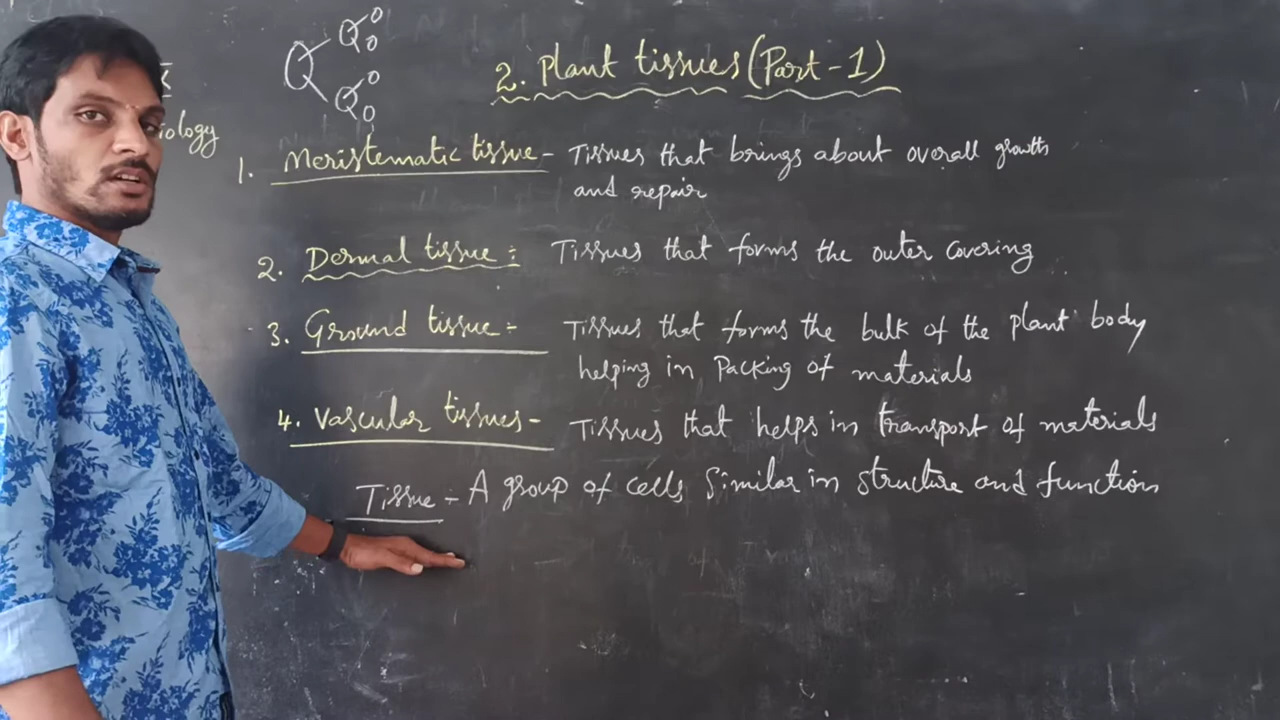 2. Plant tissues (Part-1)
iology
1. Meristematic tissue - Tissues that brings about overall growth
and repair
2. Dermal tissue :- Tissues that forms the outer covering
3. Ground tissue :- Tissues that forms the bulk of the plant body
helping in packing of materials
4. Vascular tissues - Tissues that helps in transport of materials
Tissue - A group of cells similar in structure and function